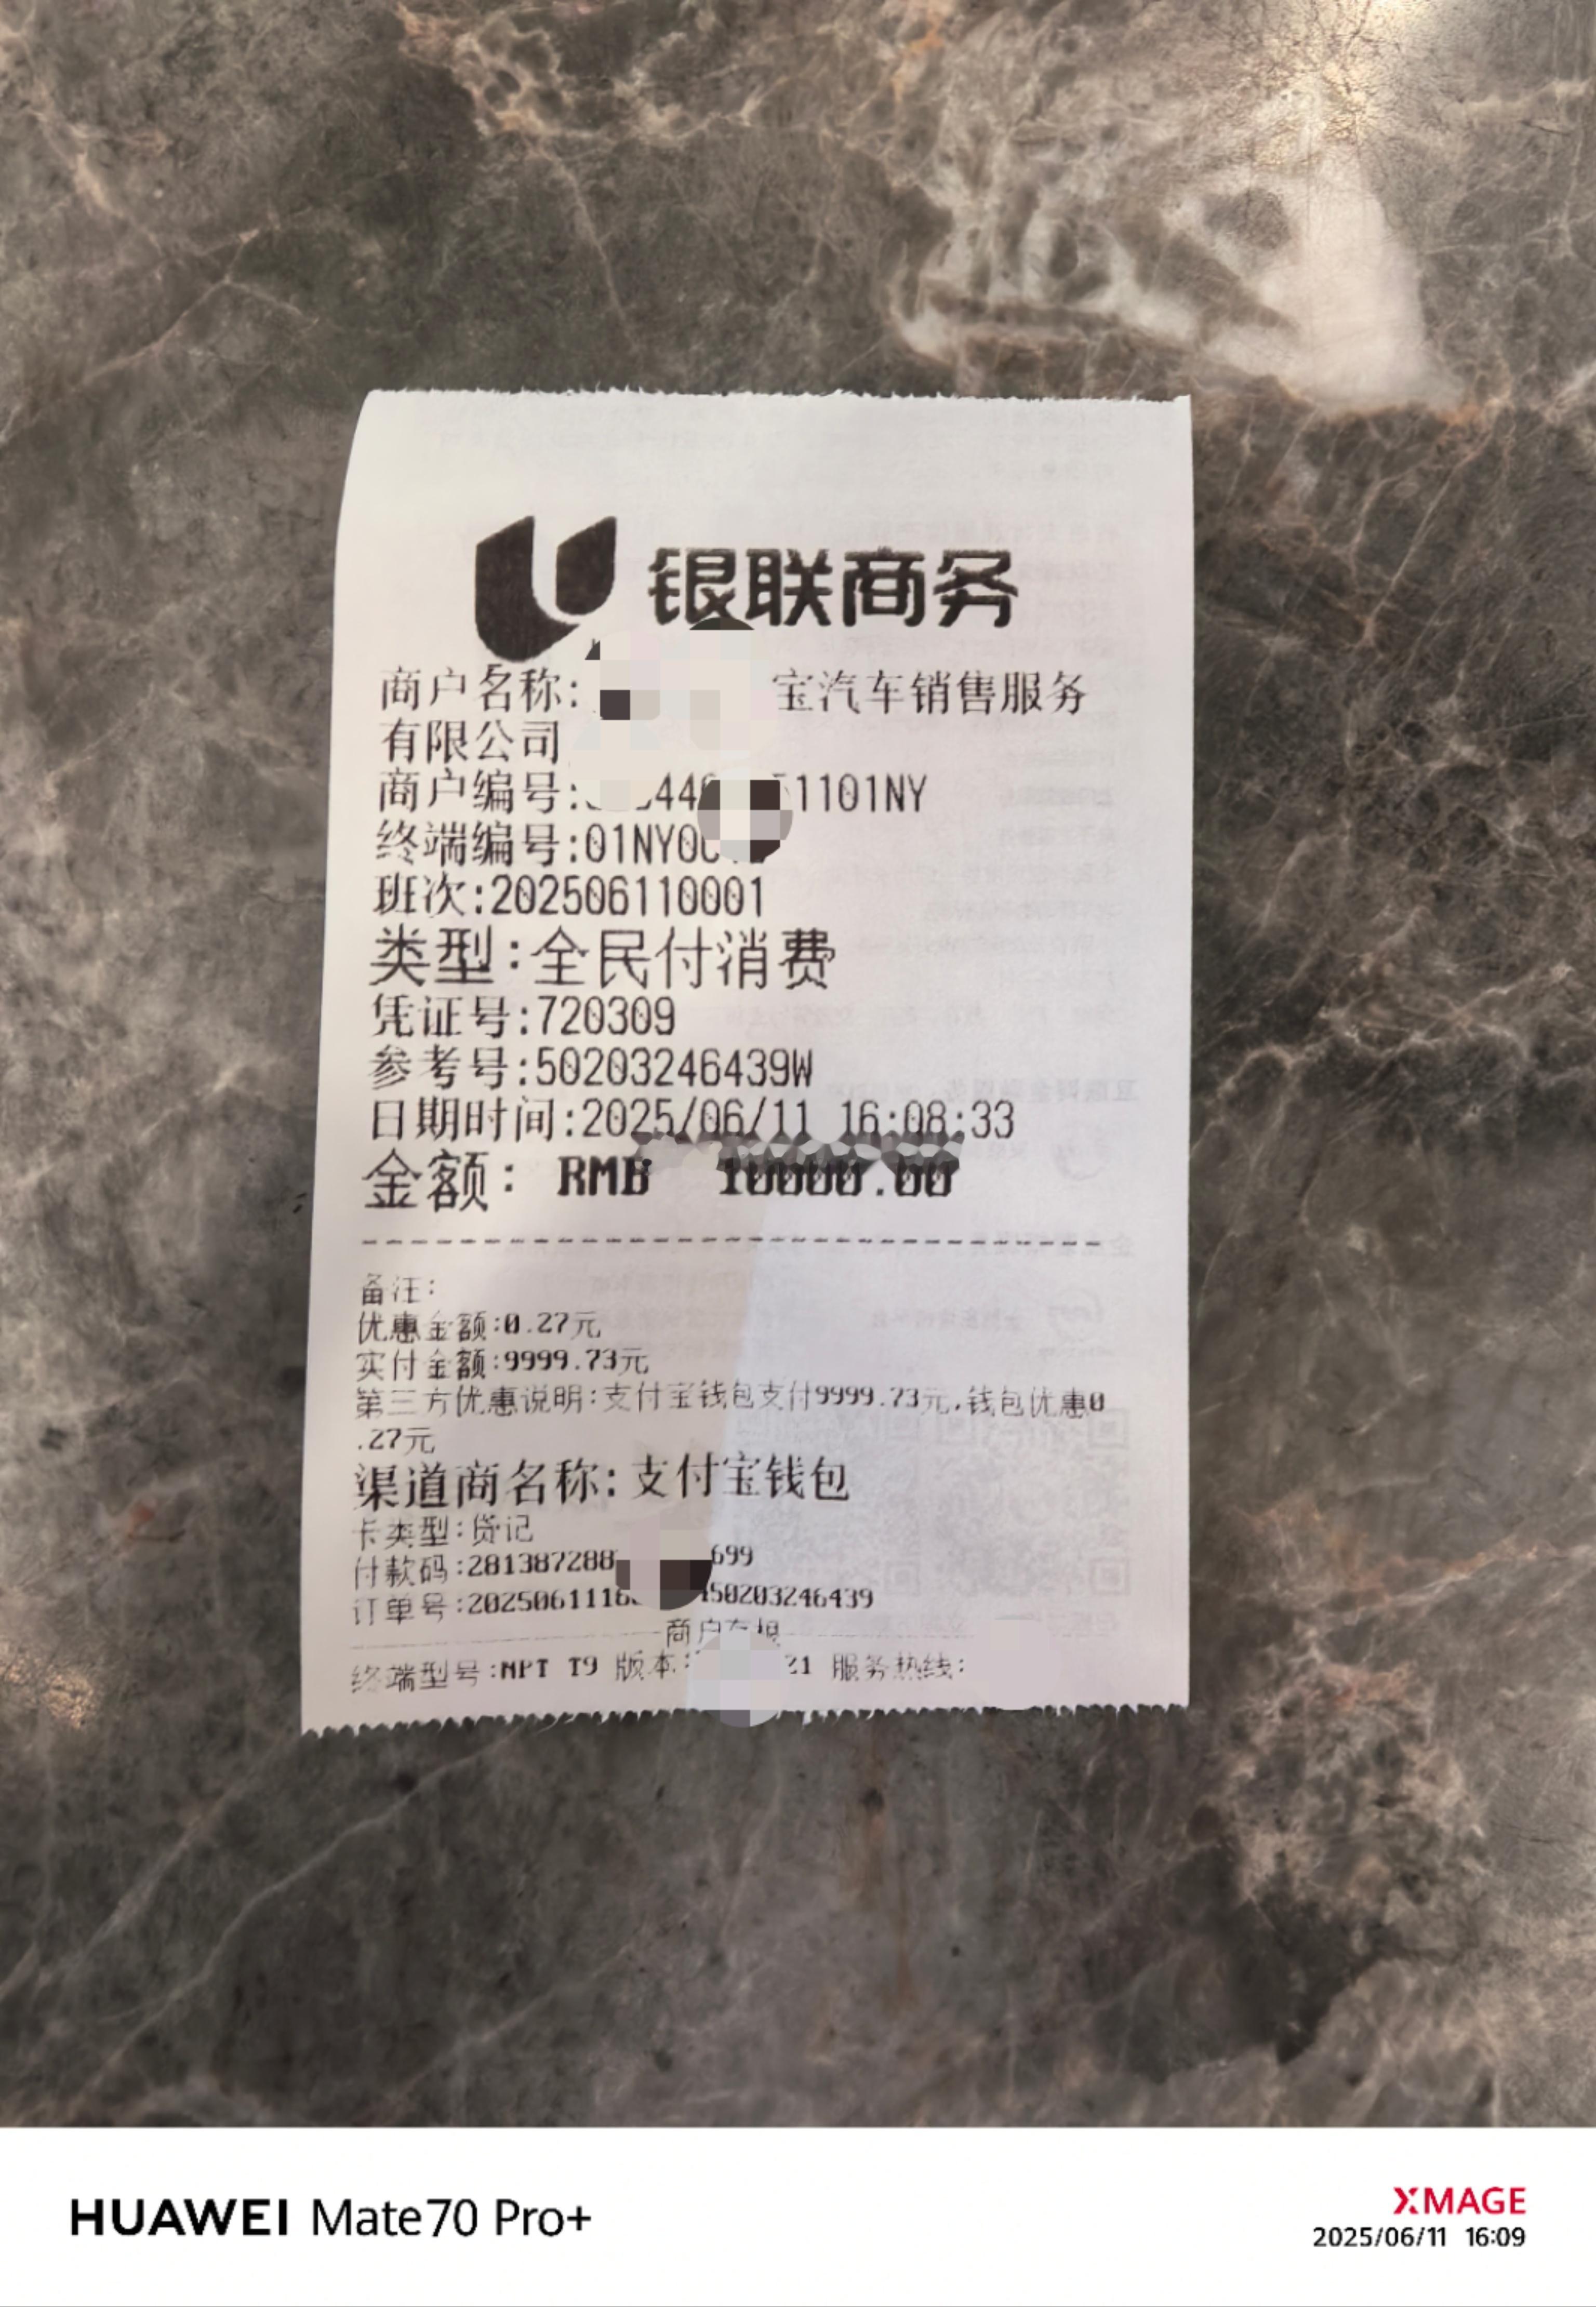 银联商务
商户名称: 宝汽车销售服务
有限公司
商户编号: 44 1101NY
终端编号:01NY0
班次:202506110001
类型:全民付消费
凭证号:720309
参考号:50203246439W
日期时间:2025/06/11 16:08:33
金额: RMB 10000.00
备注:
优惠金额:0.27元
实付金额:9999.73元
第三方优惠说明:支付宝钱包支付9999.73元,钱包优惠0
.27元
渠道商名称:支付宝钱包
卡类型:贷记
付款码:281387288 699
订单号:2025061116 450203246439
商户存根
终端型号:MPT T9 版本: 21 服务热线:
HUAWEI Mate70 Pro+
XMAGE
2025/06/11 16:09